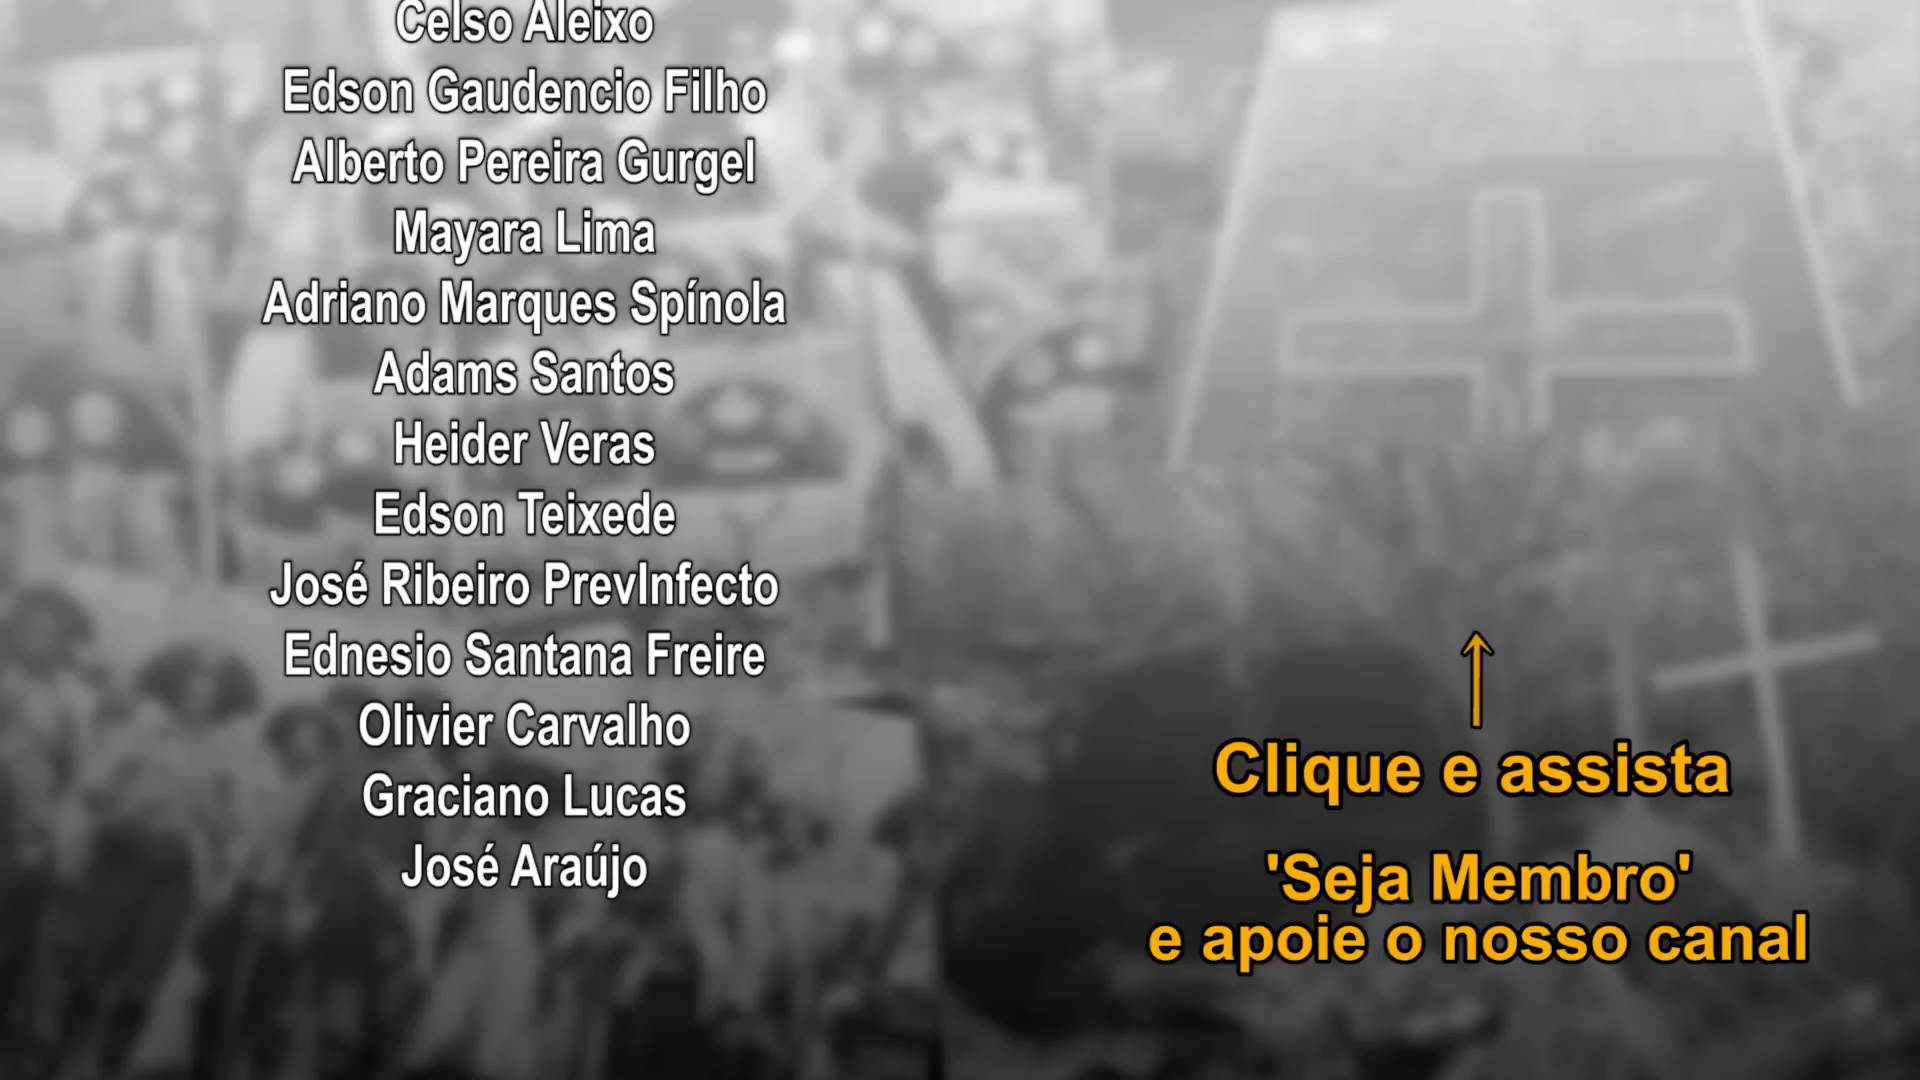 Celso Aleixo
Edson Gaudencio Filho
Alberto Pereira Gurgel
Mayara Lima
Adriano Marques Spínola
Adams Santos
Heider Veras
Edson Teixede
José Ribeiro PrevInfecto
Ednesio Santana Freire
Olivier Carvalho
Graciano Lucas
José Araújo
Clique e assista
'Seja Membro'
e apoie o nosso canal